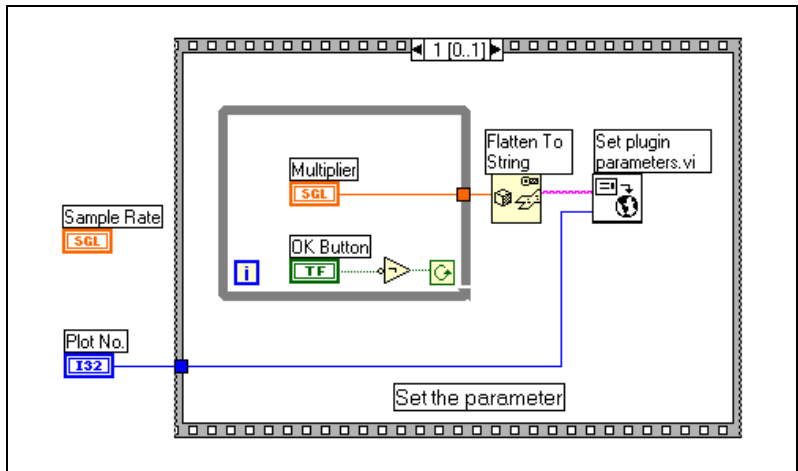 1 [0..1]
Flatten To
String
Set plugin
parameters.vi
Multiplier
SGL
Sample Rate
SGL
OK Button
TF
i
Plot No.
I32
Set the parameter